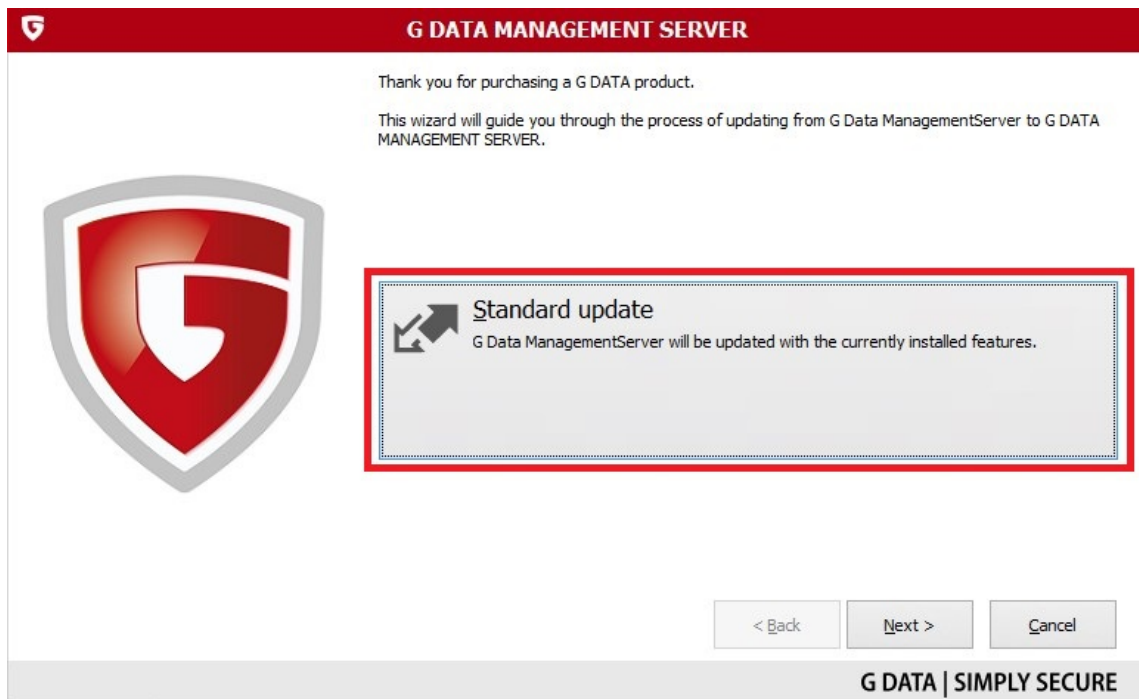 G DATA MANAGEMENT SERVER
Thank you for purchasing a G DATA product.
This wizard will guide you through the process of updating from G Data ManagementServer to G DATA
MANAGEMENT SERVER.
Standard update
G Data ManagementServer will be updated with the currently installed features.
< Back
Next >
Cancel
G DATA | SIMPLY SECURE